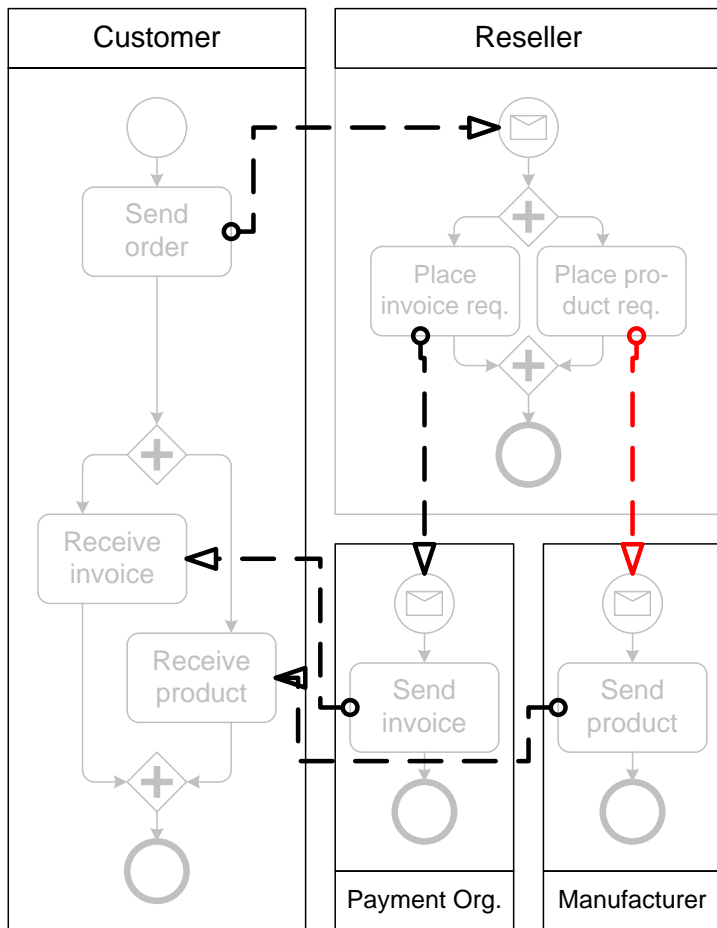 Customer
Reseller
Send
order
Place
invoice req.
Place pro-
duct req.
Receive
invoice
Receive
product
Send
invoice
Send
product
Payment Org.
Manufacturer